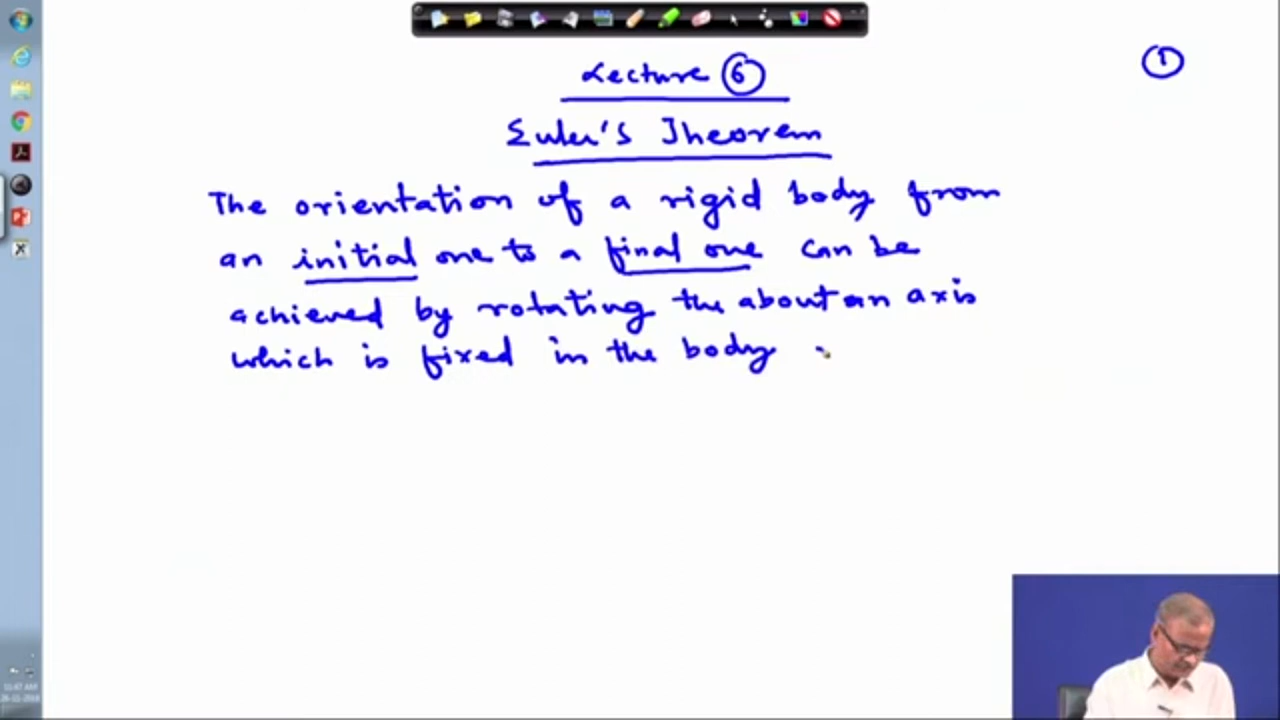 ①
Lecture ⑥
Euler's Theorem
The orientation of a rigid body from
an initial one to a final one can be
achieved by rotating the about an axis
which is fixed in the body